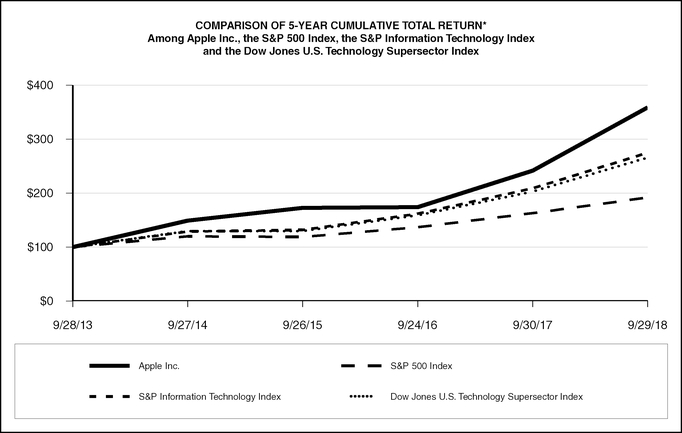 COMPARISON OF 5-YEAR CUMULATIVE TOTAL RETURN*
Among Apple Inc., the S&P 500 Index, the S&P Information Technology Index
and the Dow Jones U.S. Technology Supersector Index
$400
$300
$200
$100
$0
9/28/13 9/27/14 9/26/15 9/24/16 9/30/17 9/29/18
Apple Inc. S&P 500 Index
S&P Information Technology Index Dow Jones U.S. Technology Supersector Index